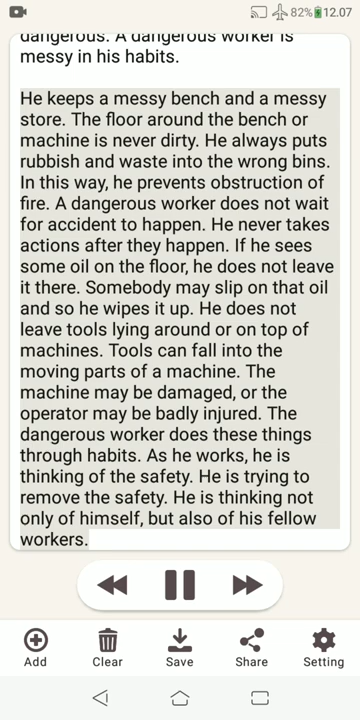 82% 12.07
dangerous. A dangerous worker is
messy in his habits.
He keeps a messy bench and a messy
store. The floor around the bench or
machine is never dirty. He always puts
rubbish and waste into the wrong bins.
In this way, he prevents obstruction of
fire. A dangerous worker does not wait
for accident to happen. He never takes
actions after they happen. If he sees
some oil on the floor, he does not leave
it there. Somebody may slip on that oil
and so he wipes it up. He does not
leave tools lying around or on top of
machines. Tools can fall into the
moving parts of a machine. The
machine may be damaged, or the
operator may be badly injured. The
dangerous worker does these things
through habits. As he works, he is
thinking of the safety. He is trying to
remove the safety. He is thinking not
only of himself, but also of his fellow
workers.
Add Clear Save Share Setting